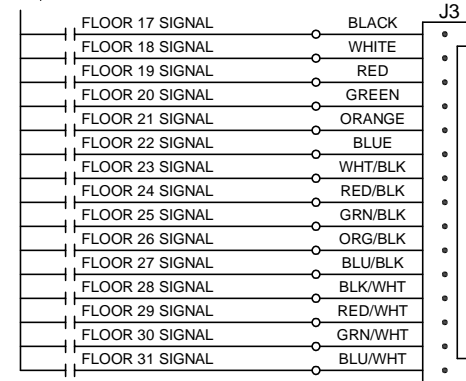 J3
FLOOR 17 SIGNAL BLACK
FLOOR 18 SIGNAL WHITE
FLOOR 19 SIGNAL RED
FLOOR 20 SIGNAL GREEN
FLOOR 21 SIGNAL ORANGE
FLOOR 22 SIGNAL BLUE
FLOOR 23 SIGNAL WHT/BLK
FLOOR 24 SIGNAL RED/BLK
FLOOR 25 SIGNAL GRN/BLK
FLOOR 26 SIGNAL ORG/BLK
FLOOR 27 SIGNAL BLU/BLK
FLOOR 28 SIGNAL BLK/WHT
FLOOR 29 SIGNAL RED/WHT
FLOOR 30 SIGNAL GRN/WHT
FLOOR 31 SIGNAL BLU/WHT